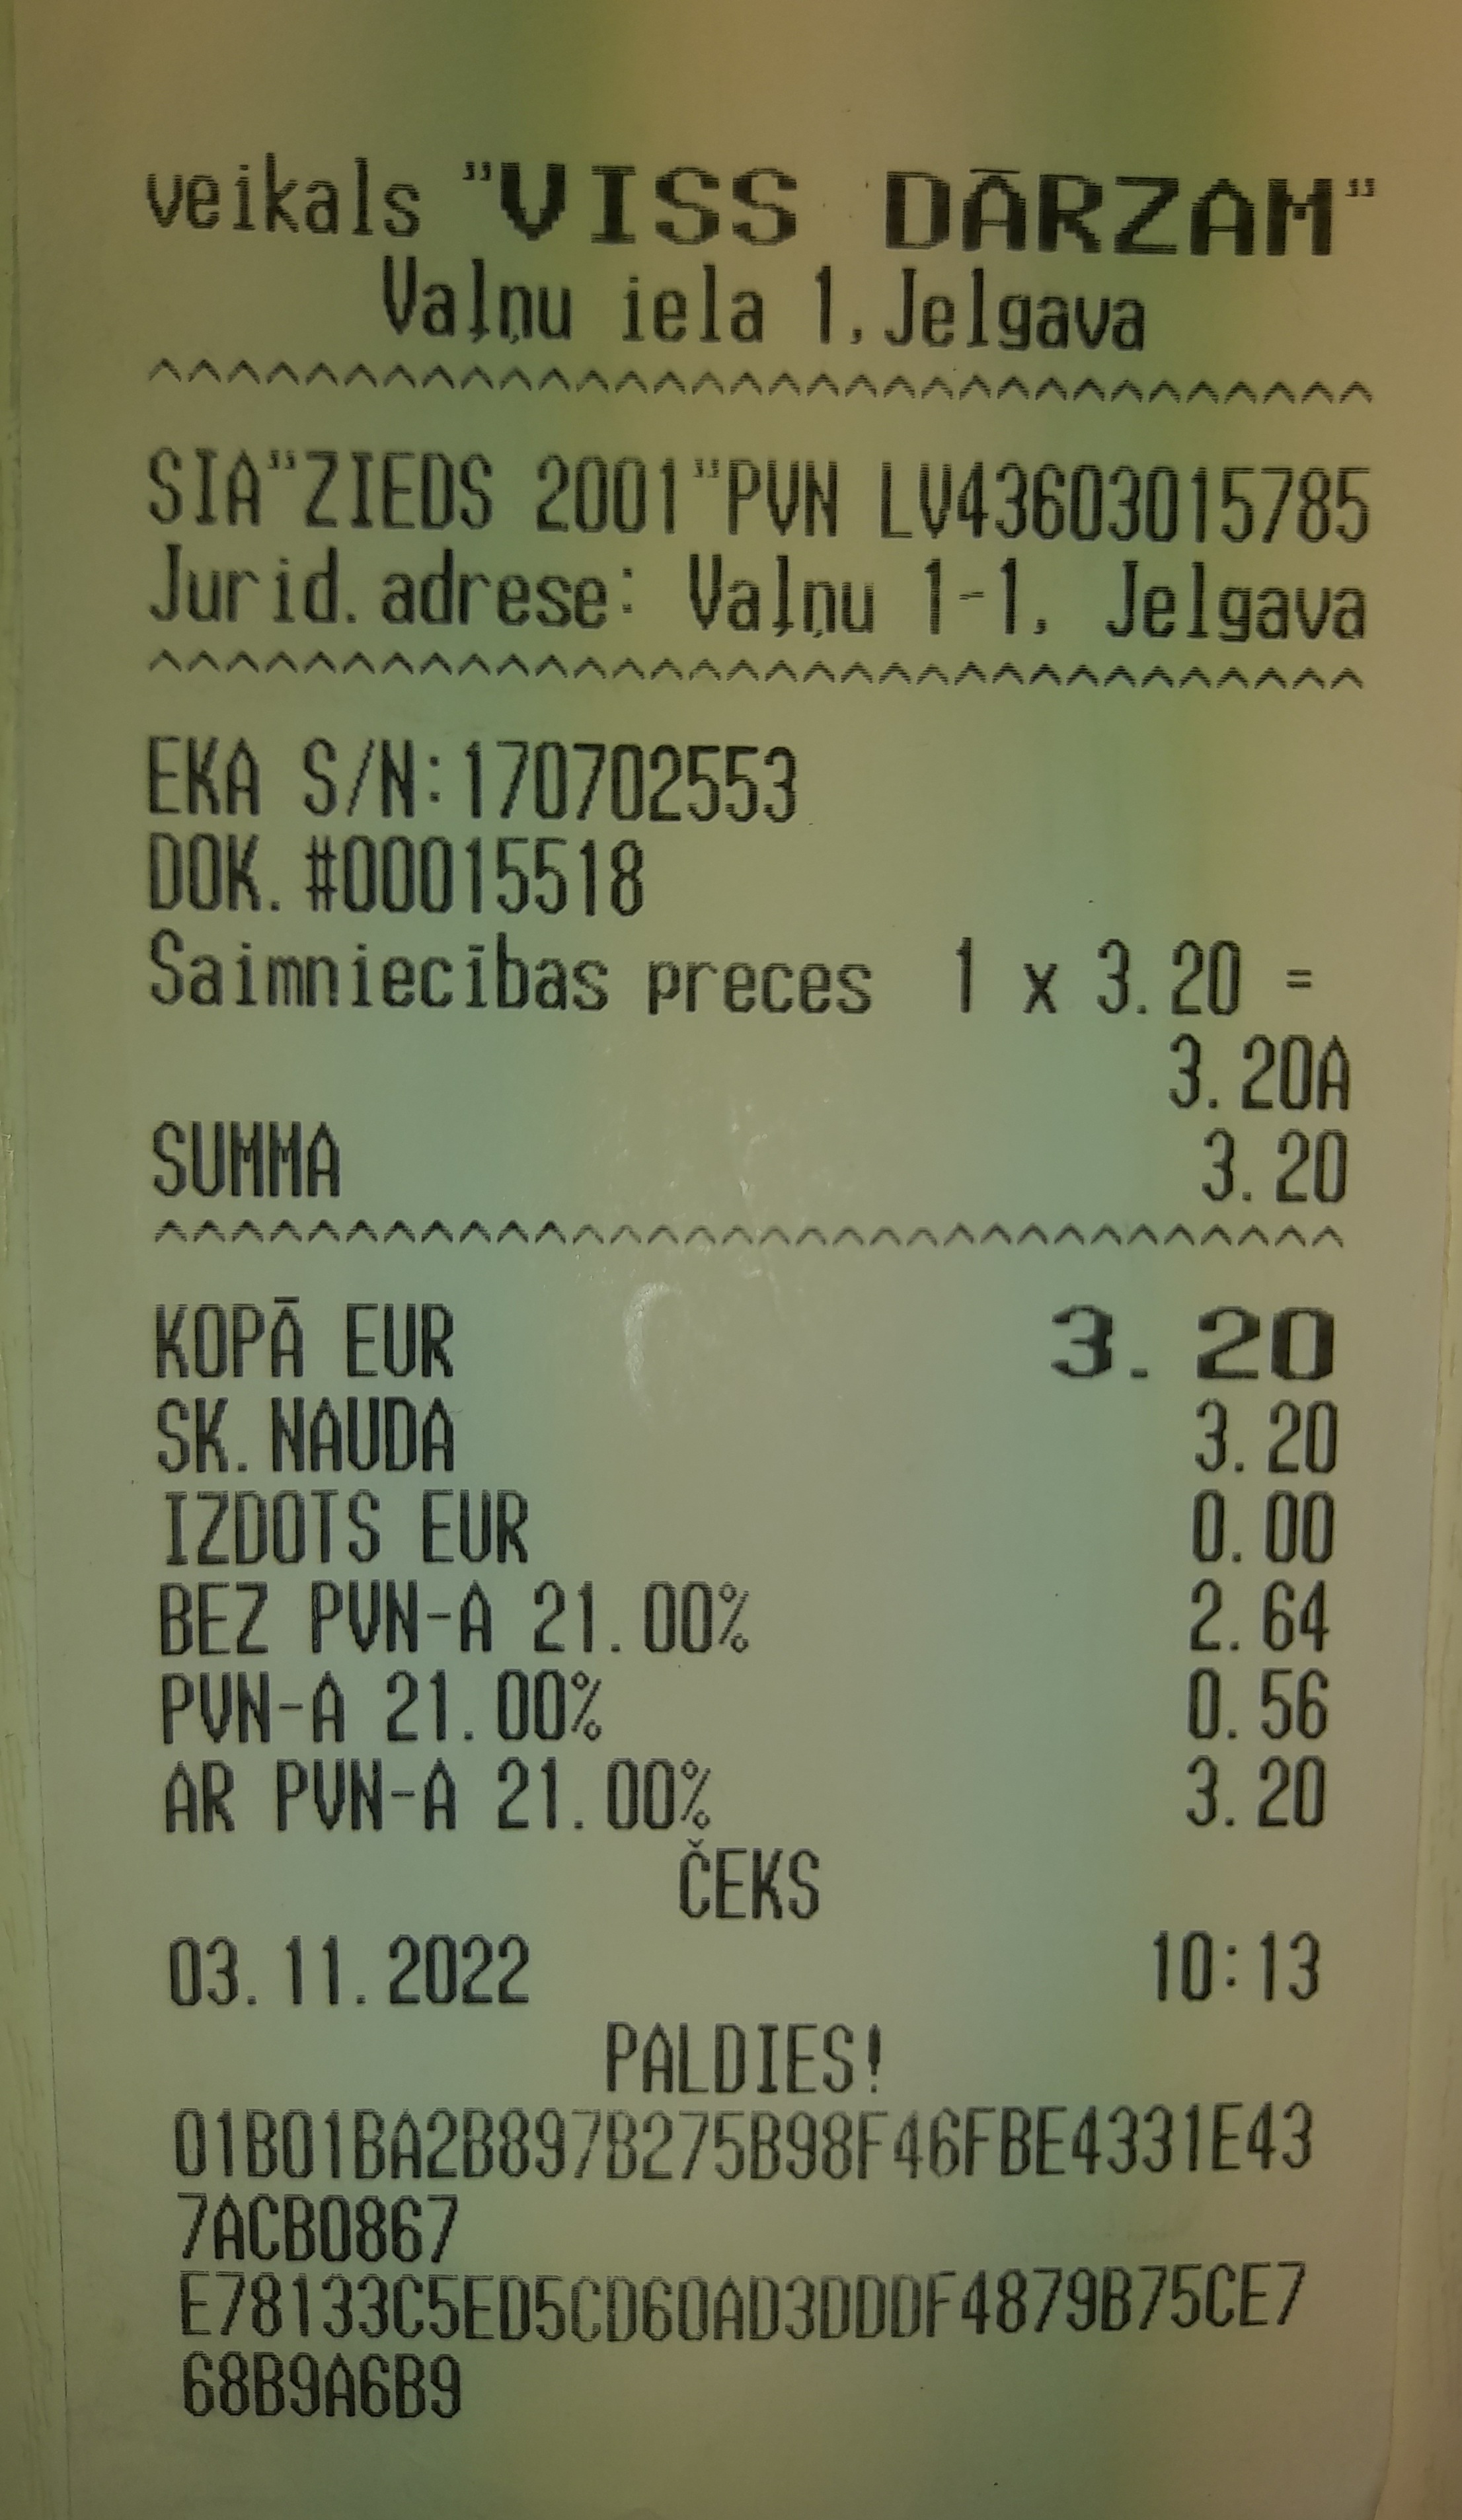 veikals "VISS DĀRZAM"
Vaļņu iela 1, Jelgava
^^^^^^^^^^^^^^^^^^^^^^^^^^^^^^^^
SIA"ZIEDS 2001"PVN LV43603015785
Jurid.adrese: Vaļņu 1-1, Jelgava
^^^^^^^^^^^^^^^^^^^^^^^^^^^^^^^^
EKA S/N:170702553
DOK.#00015518
Saimniecības preces 1 x 3.20 =
3.20A
SUMMA 3.20
^^^^^^^^^^^^^^^^^^^^^^^^^^^^^^^^
KOPĀ EUR 3.20
SK.NAUDA 3.20
IZDOTS EUR 0.00
BEZ PVN-A 21.00% 2.64
PVN-A 21.00% 0.56
AR PVN-A 21.00% 3.20
ČEKS
03.11.2022 10:13
PALDIES!
01B01BA2B897B275B98F46FBE4331E43
7ACB0867
E78133C5ED5CD60AD3DDDF4879B75CE7
68B9A6B9